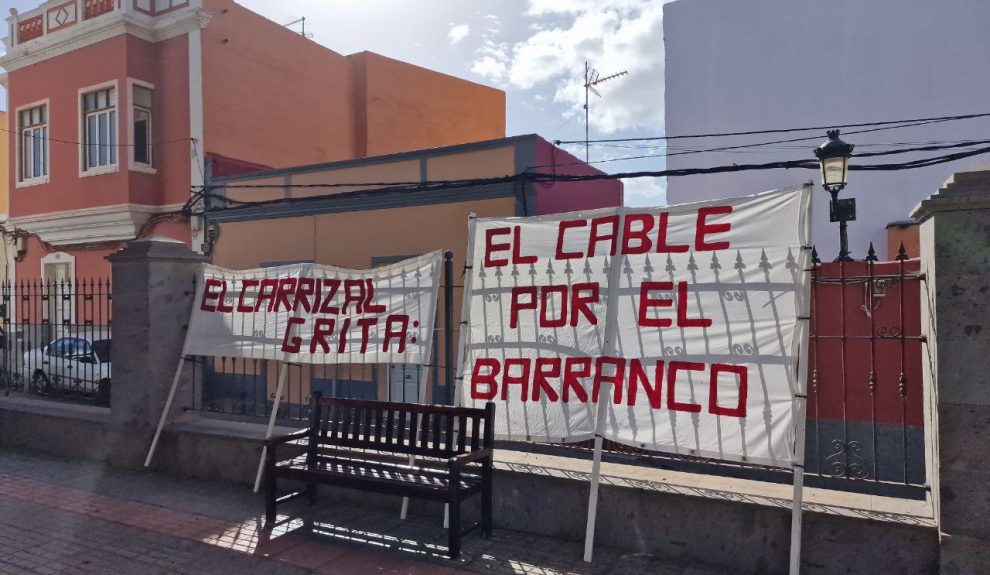 EL CARRIZAL
GRITA:
EL CABLE
POR EL
BARRANCO